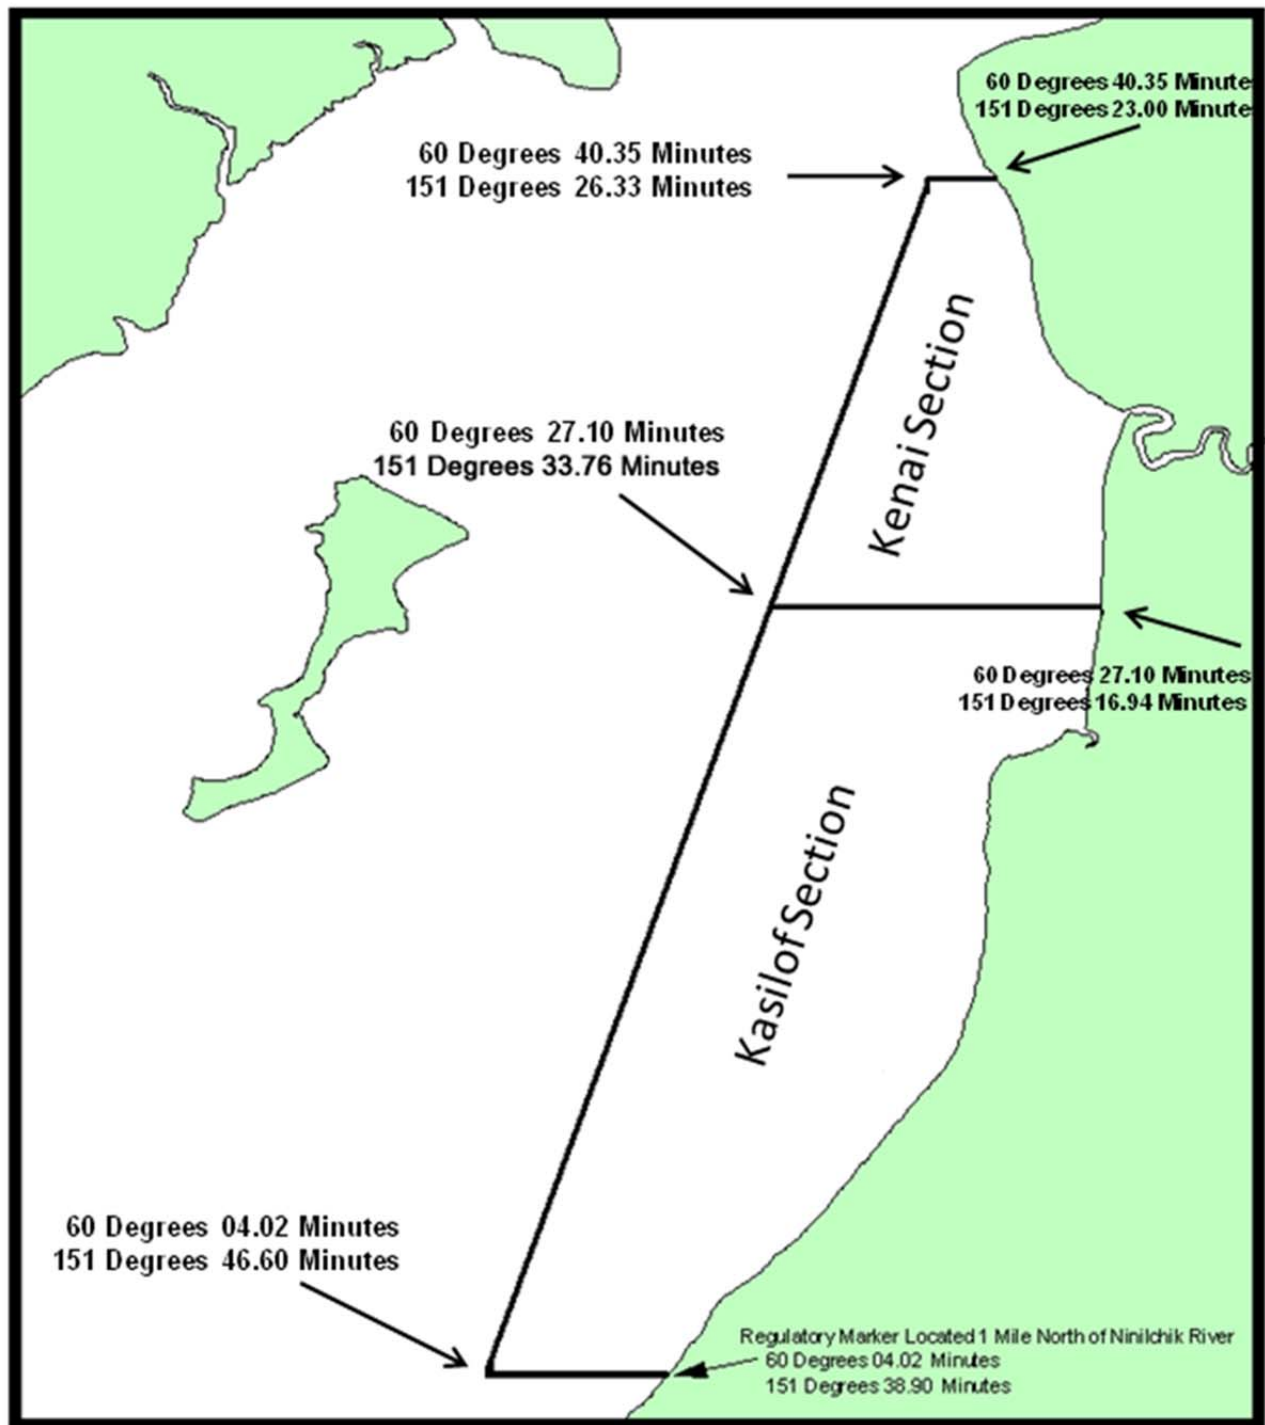 60 Degrees 40.35 Minute
151 Degrees 23.00 Minute
60 Degrees 40.35 Minutes
151 Degrees 26.33 Minutes
Kenai Section
60 Degrees 27.10 Minutes
151 Degrees 33.76 Minutes
60 Degrees 27.10 Minutes
151 Degrees 16.94 Minutes
Kasilof Section
60 Degrees 04.02 Minutes
151 Degrees 46.60 Minutes
Regulatory Marker Located 1 Mile North of Ninilchik River
60 Degrees 04.02 Minutes
151 Degrees 38.90 Minutes